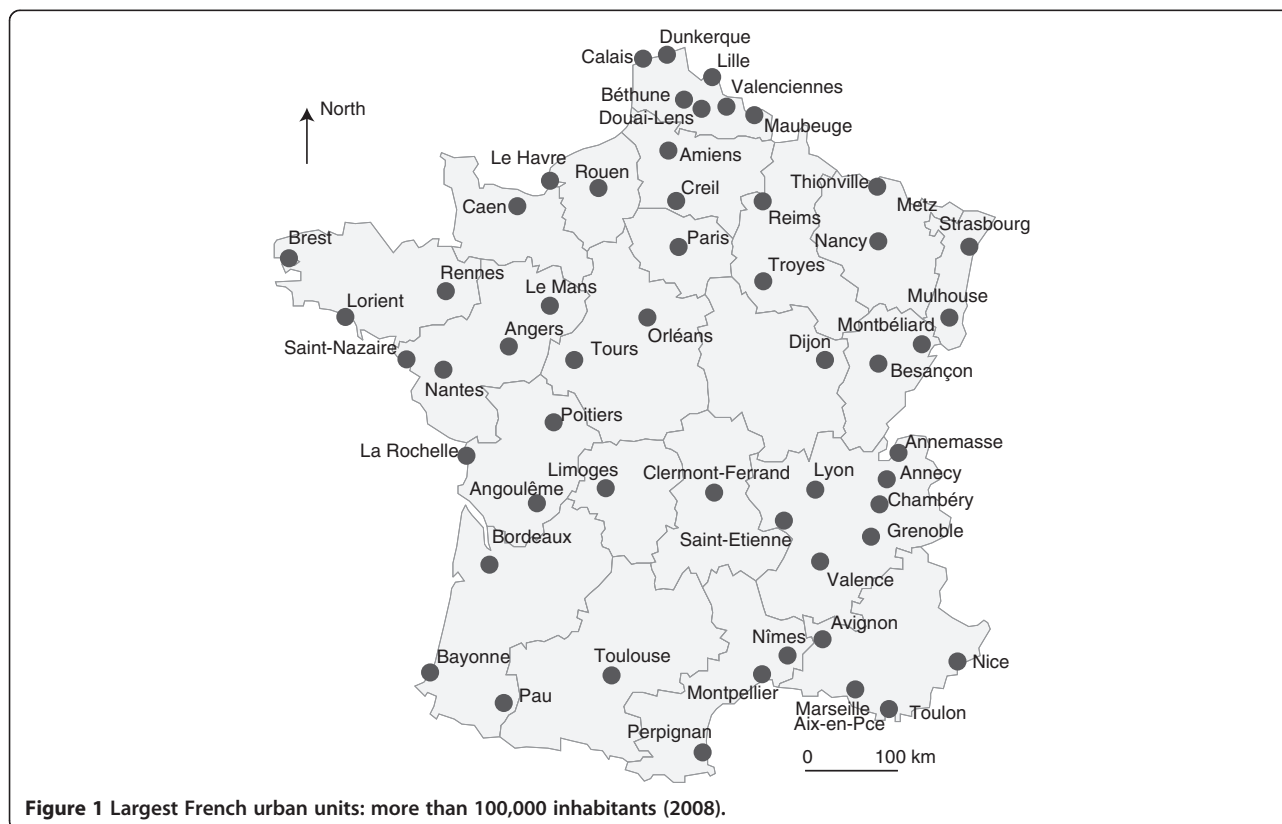 Dunkerque
Calais
Lille
Valenciennes
Béthune
Douai-Lens
Maubeuge
North
Amiens
Le Havre
Rouen
Creil
Thionville
Metz
Caen
Reims
Strasbourg
Brest
Paris
Nancy
Rennes
Troyes
Le Mans
Lorient
Mulhouse
Orléans
Montbéliard
Angers
Dijon
Saint-Nazaire
Tours
Besançon
Nantes
Poitiers
Annemasse
La Rochelle
Limoges
Clermont-Ferrand
Lyon
Annecy
Angoulême
Chambéry
Bordeaux
Saint-Etienne
Grenoble
Valence
Avignon
Nîmes
Bayonne
Toulouse
Nice
Pau
Montpellier
Marseille
Aix-en-Pce
Toulon
Perpignan
0 100 km
Figure 1 Largest French urban units: more than 100,000 inhabitants (2008).